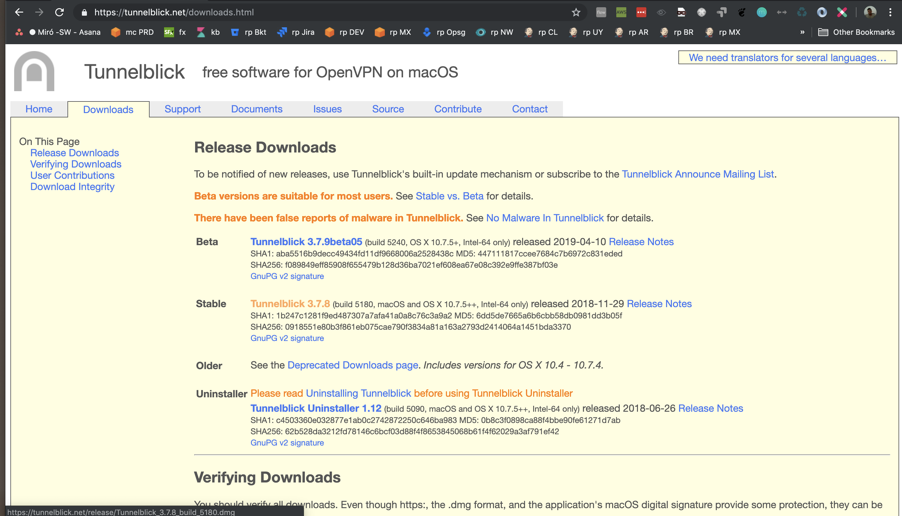 https://tunnelblick.net/downloads.html
Miró -SW - Asana mc PRD fx kb rp Bkt rp Jira rp DEV rp MX rp Opsg rp NW rp CL rp UY rp AR rp BR rp MX » Other Bookmarks
We need translators for several languages…
Tunnelblick free software for OpenVPN on macOS
Home Downloads Support Documents Issues Source Contribute Contact
On This Page
Release Downloads
Verifying Downloads
User Contributions
Download Integrity
Release Downloads
To be notified of new releases, use Tunnelblick's built-in update mechanism or subscribe to the Tunnelblick Announce Mailing List.
Beta versions are suitable for most users. See Stable vs. Beta for details.
There have been false reports of malware in Tunnelblick. See No Malware In Tunnelblick for details.
Beta Tunnelblick 3.7.9beta05 (build 5240, OS X 10.7.5+, Intel-64 only) released 2019-04-10 Release Notes
SHA1: aba5516b9decc49434fd11df9668006a2528438c MD5: 447111817ccee7684c7b6972c831eded
SHA256: f089849eff85908f655479b128d36ba7021ef608ea67e08c392e9ffe387bf03e
GnuPG v2 signature
Stable Tunnelblick 3.7.8 (build 5180, macOS and OS X 10.7.5++, Intel-64 only) released 2018-11-29 Release Notes
SHA1: 1b247c1281f9ed487307a7afa41a0a8c76c3a9a2 MD5: 6dd5de7665a6b6cbb58db0981dd3b05f
SHA256: 0918551e80b3f861eb075cae790f3834a81a163a2793d2414064a1451bda3370
GnuPG v2 signature
Older See the Deprecated Downloads page. Includes versions for OS X 10.4 - 10.7.4.
Uninstaller Please read Uninstalling Tunnelblick before using Tunnelblick Uninstaller
Tunnelblick Uninstaller 1.12 (build 5090, macOS and OS X 10.7.5++, Intel-64 only) released 2018-06-26 Release Notes
SHA1: c4503360e032877e1ab0c2742872250c646ba983 MD5: 0b8c3f0898ca88f4bbe90fe61271d7ab
SHA256: 62b528da3212fd78146c6bcf03d88f4f8653845068b61f4f62029a3af791ef42
GnuPG v2 signature
Verifying Downloads
You should verify all downloads. Even though https:, the .dmg format, and the application's macOS digital signature provide some protection, they can be
https://tunnelblick.net/release/Tunnelblick_3.7.8_build_5180.dmg